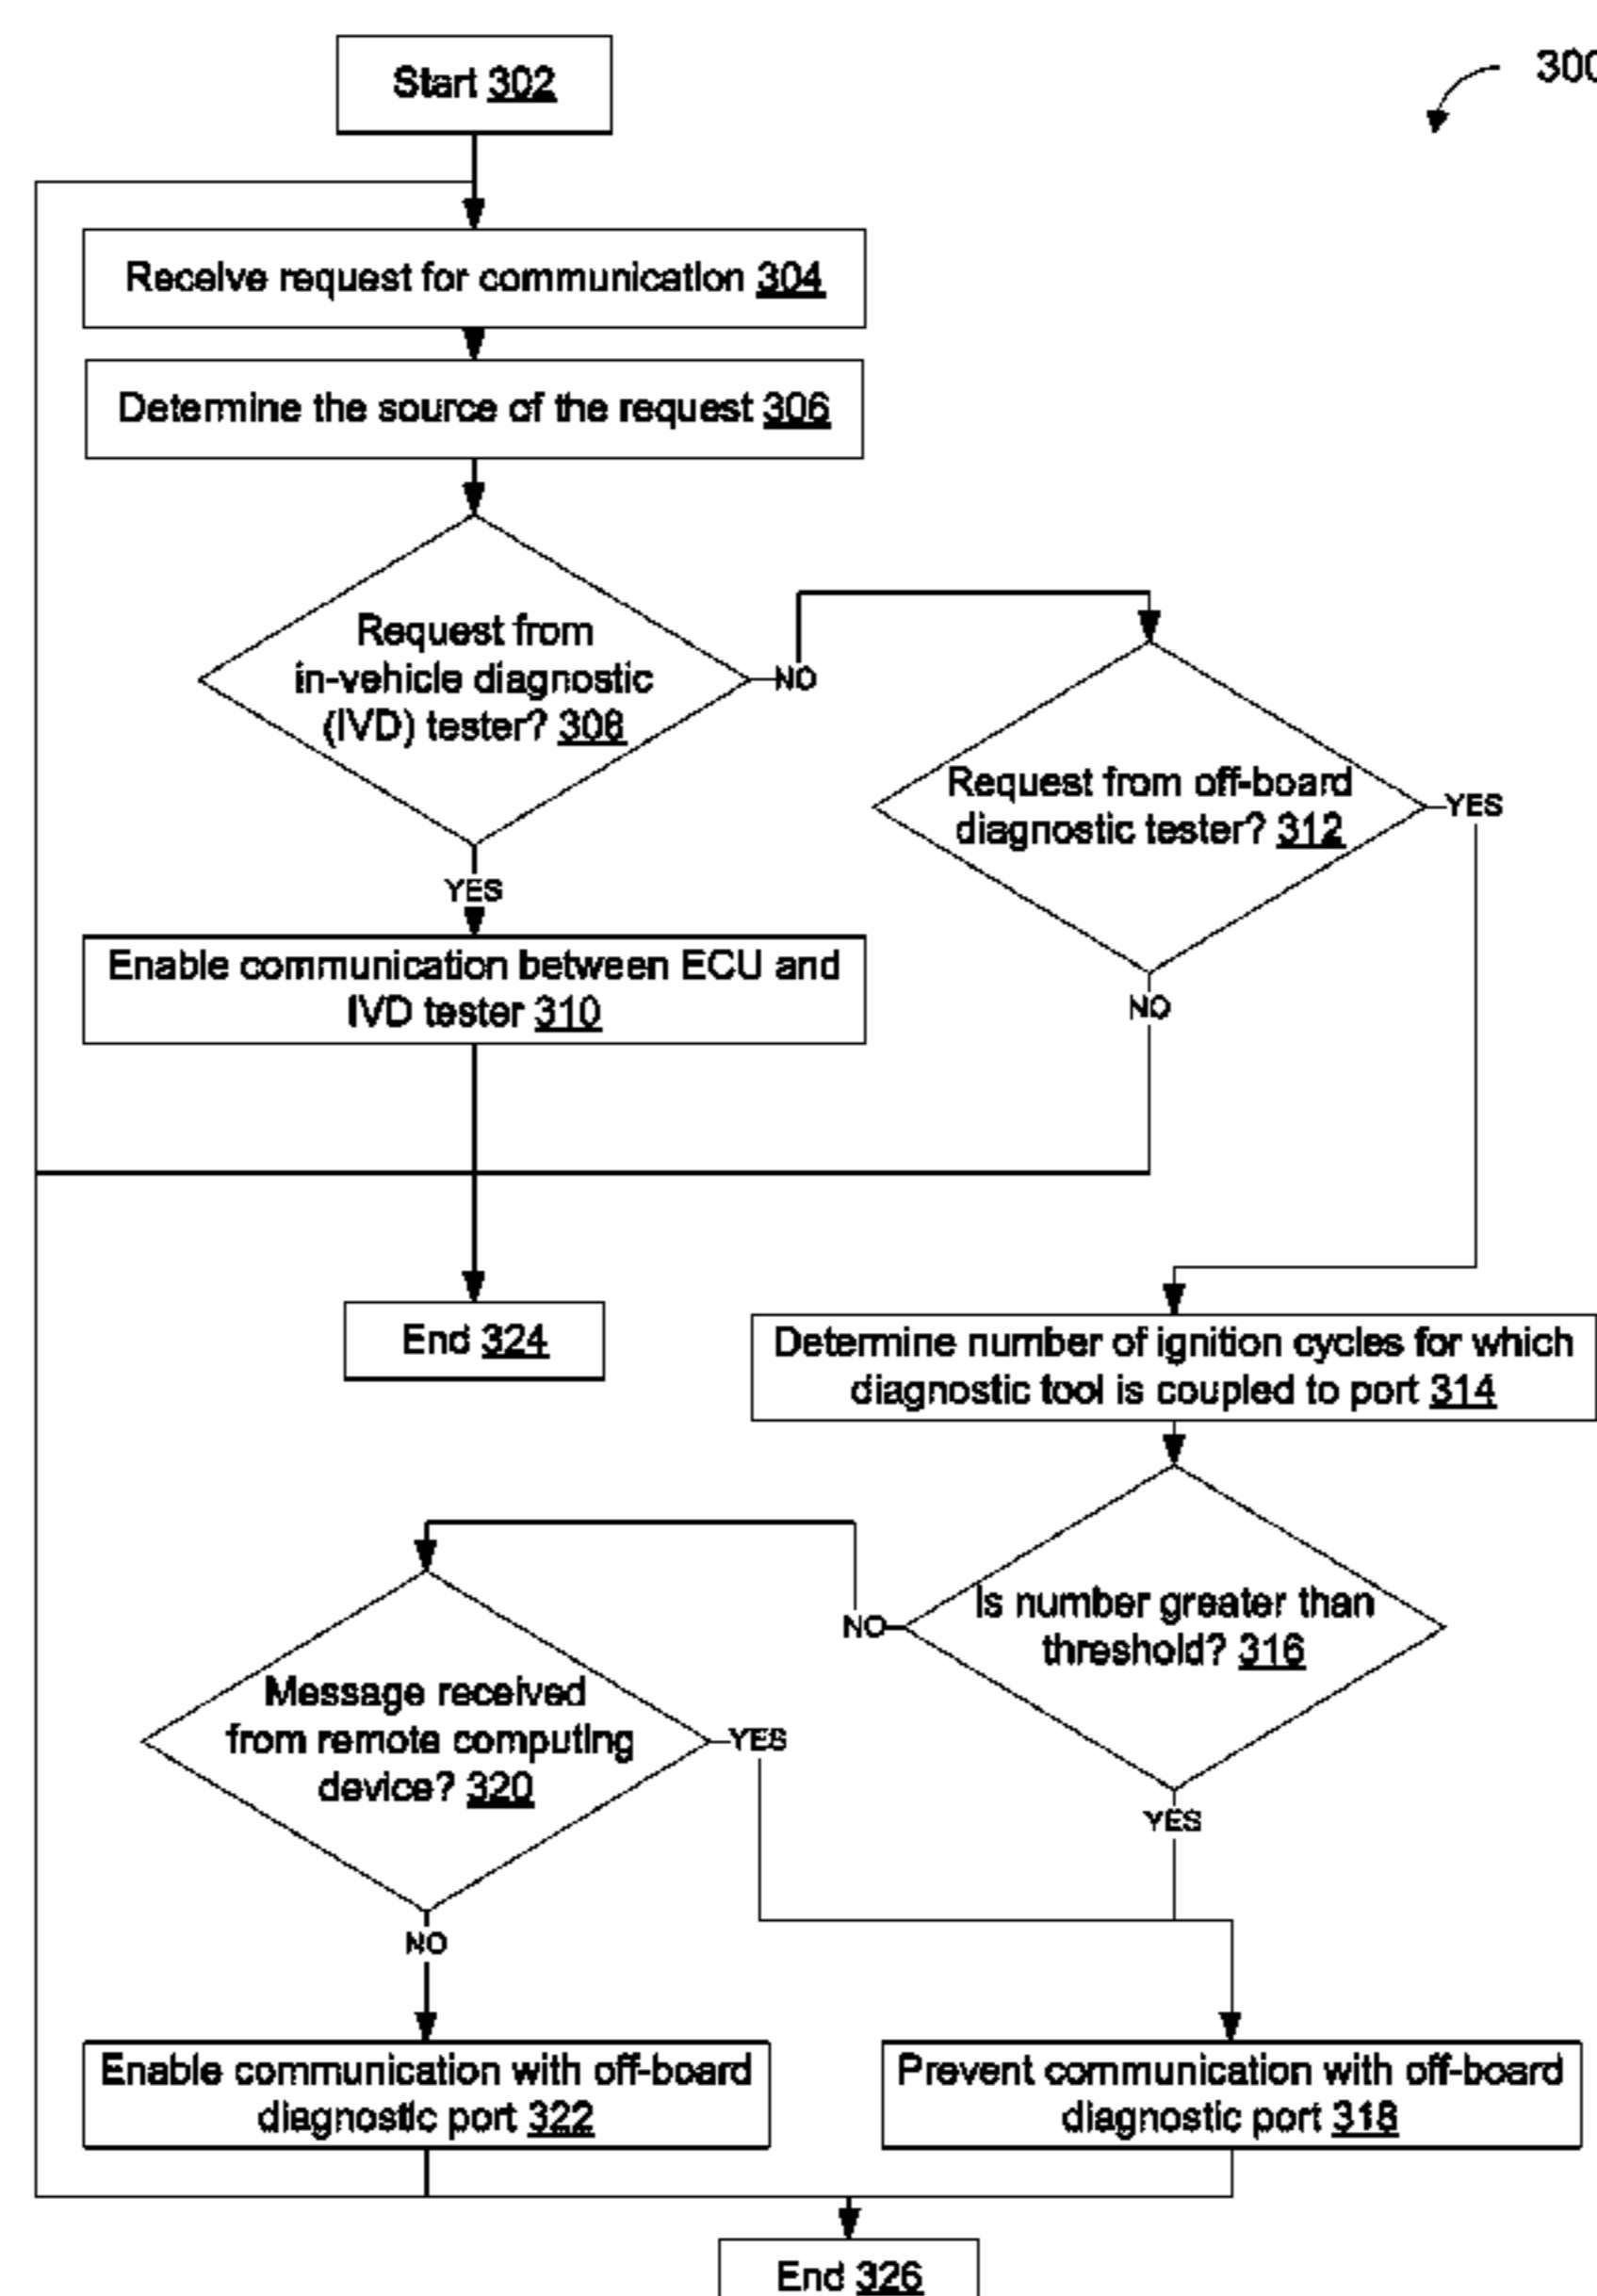 Start 302
300
Receive request for communication 304
Determine the source of the request 306
Request from
in-vehicle diagnostic
(IVD) tester? 308
NO
Request from off-board
diagnostic tester? 312
YES
YES
Enable communication between ECU and
IVD tester 310
NO
End 324
Determine number of ignition cycles for which
diagnostic tool is coupled to port 314
Is number greater than
threshold? 316
NO
Message received
from remote computing
device? 320
YES
YES
NO
Enable communication with off-board
diagnostic port 322
Prevent communication with off-board
diagnostic port 318
End 326